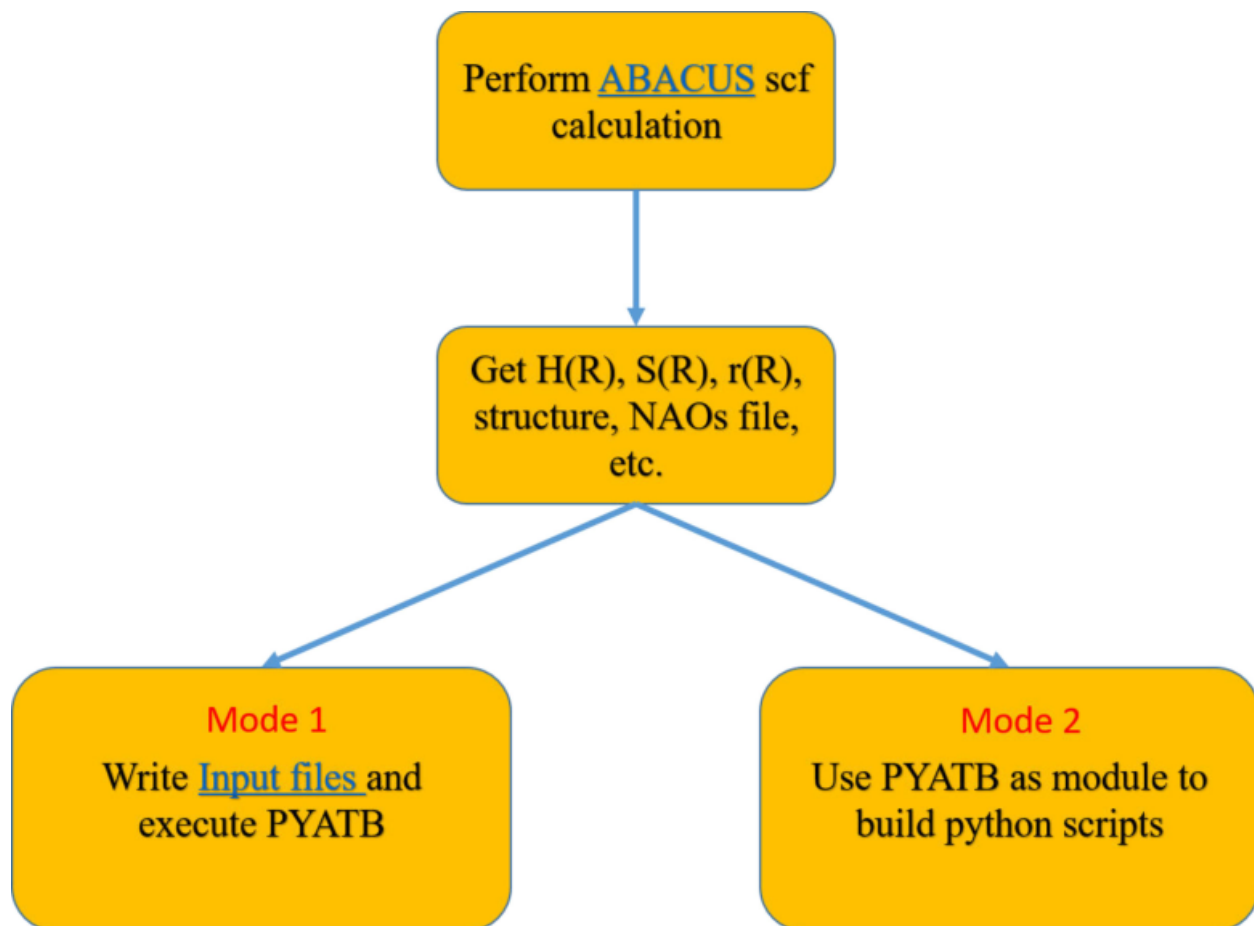 Perform ABACUS scf
calculation
Get H(R), S(R), r(R),
structure, NAOs file,
etc.
Mode 1
Write Input files and
execute PYATB
Mode 2
Use PYATB as module to
build python scripts